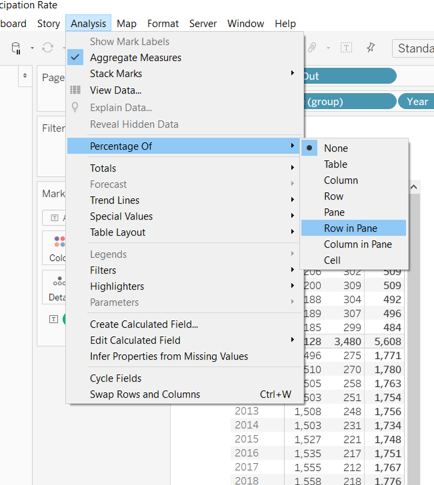 cipation Rate
board Story Analysis Map Format Server Window Help
Standa
Page
Filter
Mark
Colo
Deta
Out
(group) Year
Show Mark Labels
Aggregate Measures
Stack Marks
View Data...
Explain Data...
Reveal Hidden Data
Percentage Of
Totals
Forecast
Trend Lines
Special Values
Table Layout
Legends
Filters
Highlighters
Parameters
Create Calculated Field...
Edit Calculated Field
Infer Properties from Missing Values
Cycle Fields
Swap Rows and Columns Ctrl+W
None
Table
Column
Row
Pane
Row in Pane
Column in Pane
Cell
206 302 509
200 309 509
188 304 492
189 307 496
185 299 484
128 3,480 5,608
496 275 1,771
510 270 1,780
505 258 1,763
503 251 1,754
2013 1,508 248 1,756
2014 1,503 231 1,734
2015 1,527 221 1,748
2016 1,535 217 1,751
2017 1,555 212 1,767
2018 1,558 218 1,776